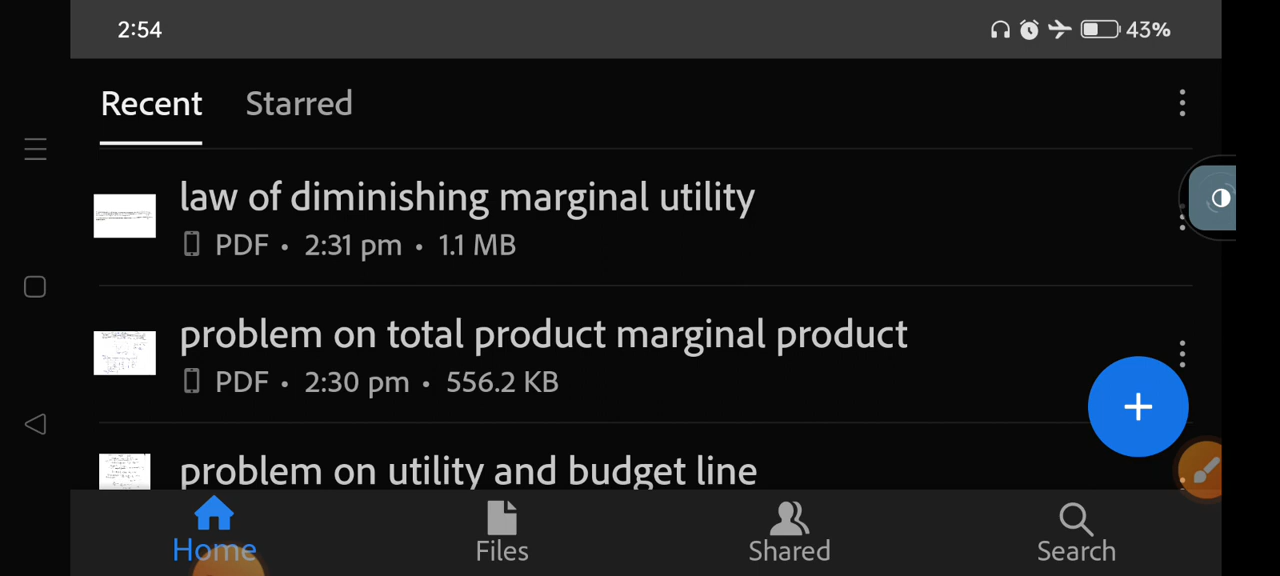 2:54
43%
Recent Starred
law of diminishing marginal utility
PDF • 2:31 pm • 1.1 MB
problem on total product marginal product
PDF • 2:30 pm • 556.2 KB
problem on utility and budget line
Home Files Shared Search